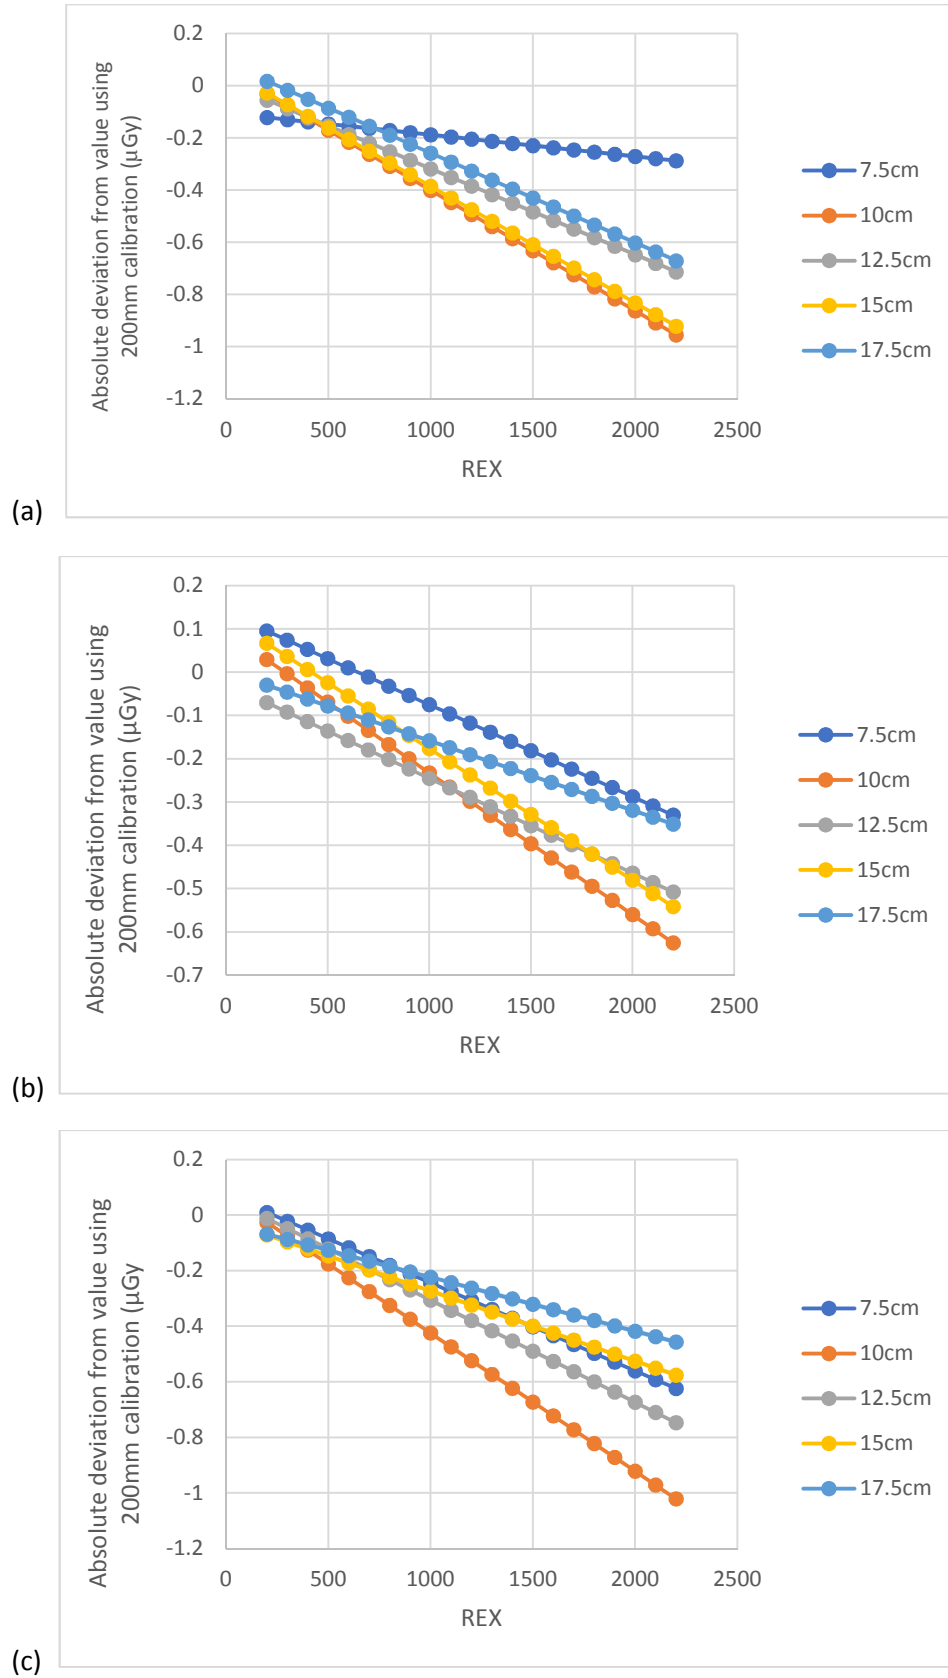 0.2
0
-0.2
-0.4
-0.6
-0.8
-1
-1.2
0 500 1000 1500 2000 2500
Absolute deviation from value using
200mm calibration (μGy)
REX
7.5cm
10cm
12.5cm
15cm
17.5cm
(a)
0.2
0.1
0
-0.1
-0.2
-0.3
-0.4
-0.5
-0.6
-0.7
0 500 1000 1500 2000 2500
Absolute deviation from value using
200mm calibration (μGy)
REX
7.5cm
10cm
12.5cm
15cm
17.5cm
(b)
0.2
0
-0.2
-0.4
-0.6
-0.8
-1
-1.2
0 500 1000 1500 2000 2500
Absolute deviation from value using
200mm calibration (μGy
REX
7.5cm
10cm
12.5cm
15cm
17.5cm
(c)